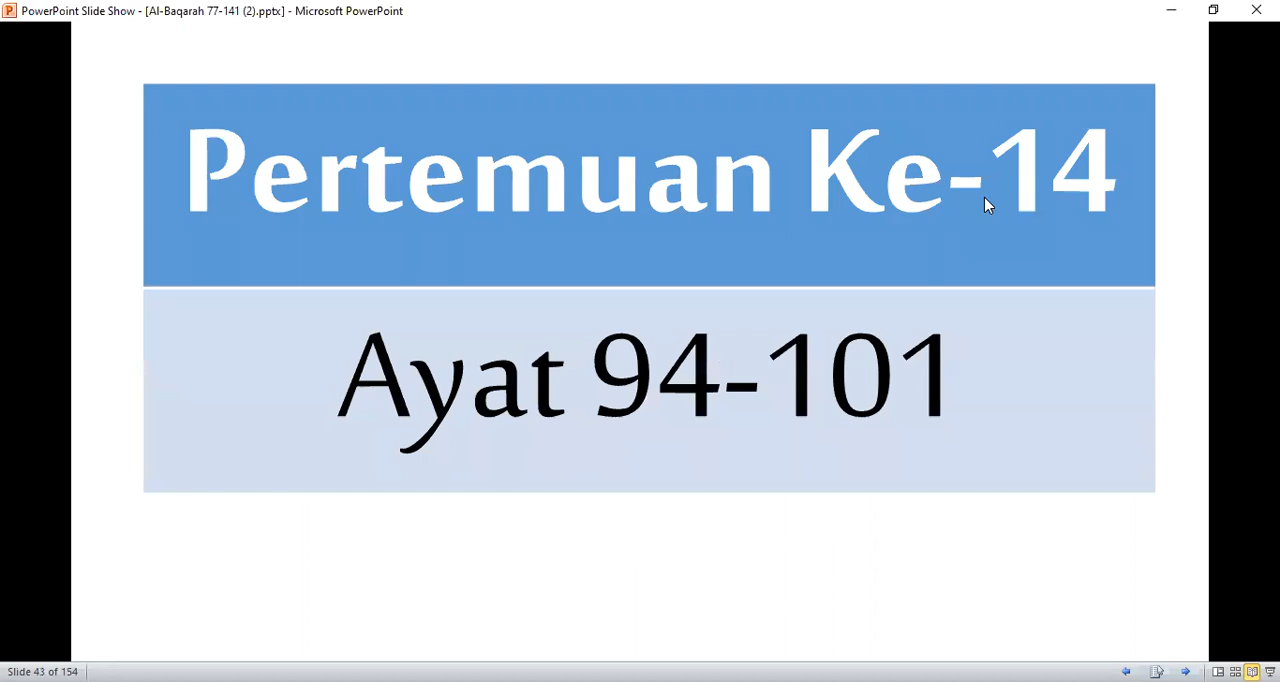 PowerPoint Slide Show - [Al-Baqarah 77-141 (2).pptx] - Microsoft PowerPoint
Pertemuan Ke-14
Ayat 94-101
Slide 43 of 154